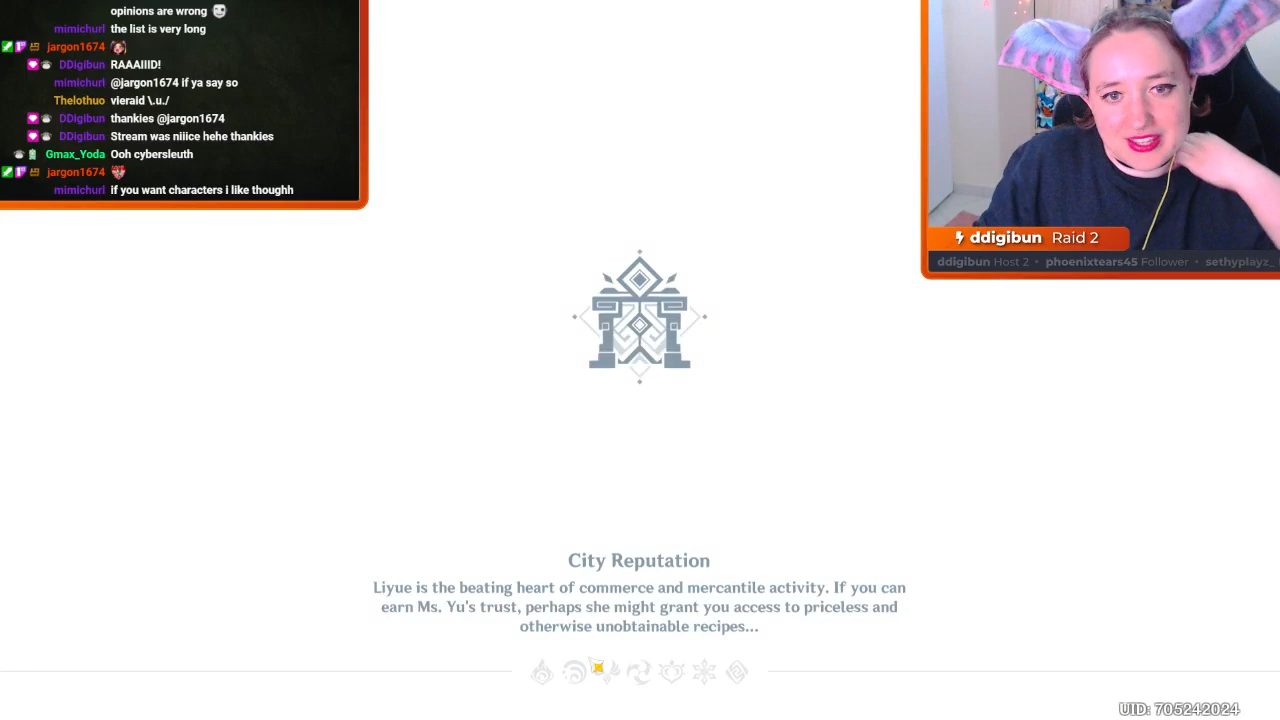 opinions are wrong
mimichurl the list is very long
jargon1674
DDigibun RAAAIIID!
mimichurl @jargon1674 if ya say so
Thelothuo vieraid \.u./
DDigibun thankies @jargon1674
DDigibun Stream was niiice hehe thankies
Gmax_Yoda Ooh cybersleuth
jargon1674
mimichurl if you want characters i like thoughh
ddigibun Raid 2
ddigibun Host 2 • phoenixtears45 Follower • sethyplayz_
City Reputation
Liyue is the beating heart of commerce and mercantile activity. If you can
earn Ms. Yu's trust, perhaps she might grant you access to priceless and
otherwise unobtainable recipes...
UID: 705242024